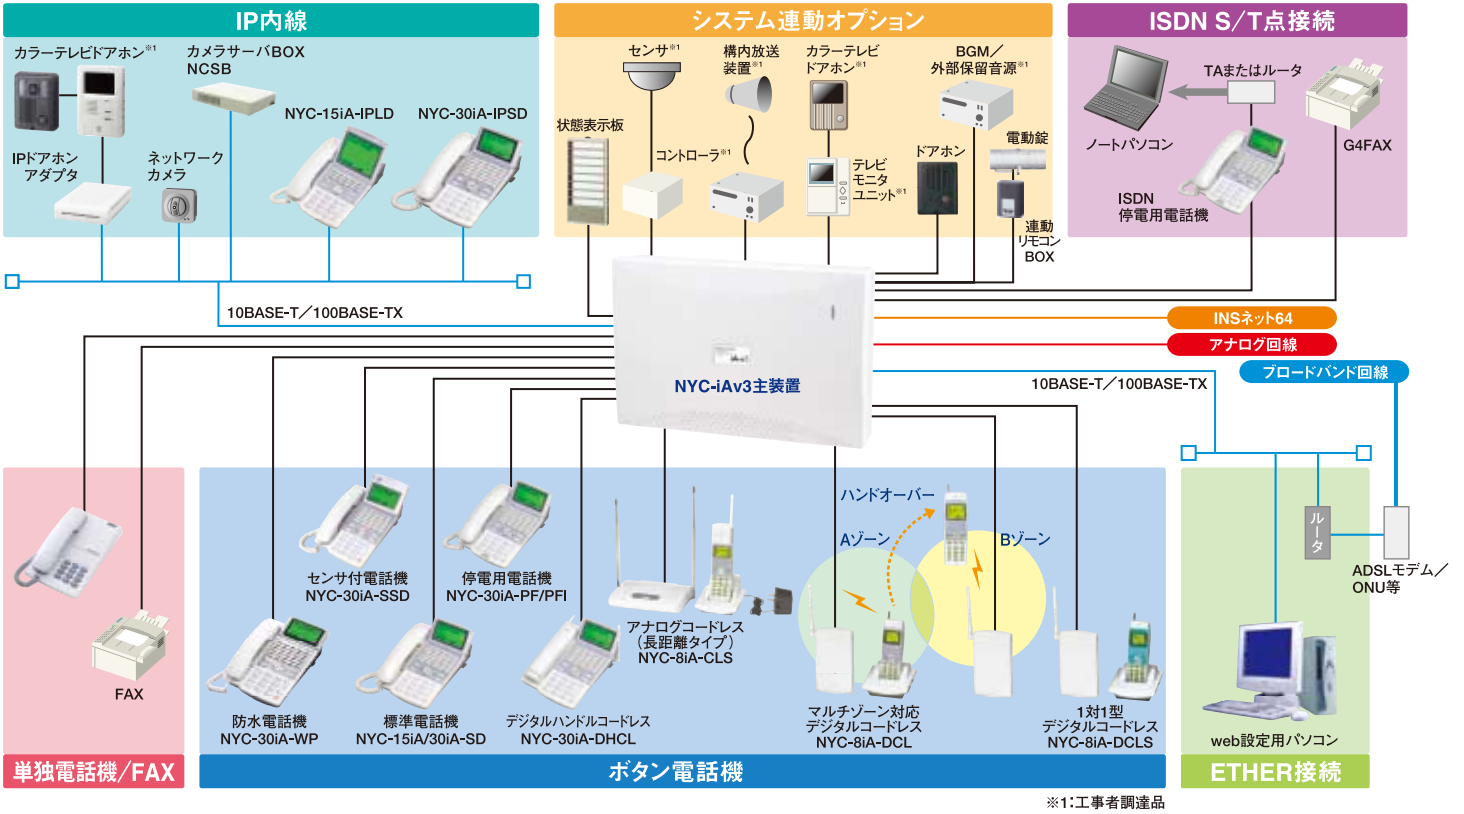 IP内線
カラーテレビドアホン※1
カメラサーバBOX
NCSB
NYC-15iA-IPLD
NYC-30iA-IPSD
IPドアホン
アダプタ
ネットワーク
カメラ
10BASE-T／100BASE-TX
システム連動オプション
センサ※1
構内放送
装置※1
カラーテレビ
ドアホン※1
BGM／
外部保留音源※1
状態表示板
コントローラ※1
テレビ
モニタ
ユニット※1
ドアホン
電動錠
連動
リモコン
BOX
ISDN S/T点接続
TAまたはルータ
ノートパソコン
G4FAX
ISDN
停電用電話機
NYC-iAv3主装置
INSネット64
アナログ回線
ブロードバンド回線
10BASE-T／100BASE-TX
FAX
単独電話機/FAX
センサ付電話機
NYC-30iA-SSD
停電用電話機
NYC-30iA-PF/PFI
防水電話機
NYC-30iA-WP
標準電話機
NYC-15iA/30iA-SD
デジタルハンドルコードレス
NYC-30iA-DHCL
アナログコードレス
（長距離タイプ）
NYC-8iA-CLS
ハンドオーバー
Aゾーン
Bゾーン
マルチゾーン対応
デジタルコードレス
NYC-8iA-DCL
1対1型
デジタルコードレス
NYC-8iA-DCLS
ボタン電話機
ルータ
ADSLモデム／
ONU等
web設定用パソコン
ETHER接続
※1：工事者調達品